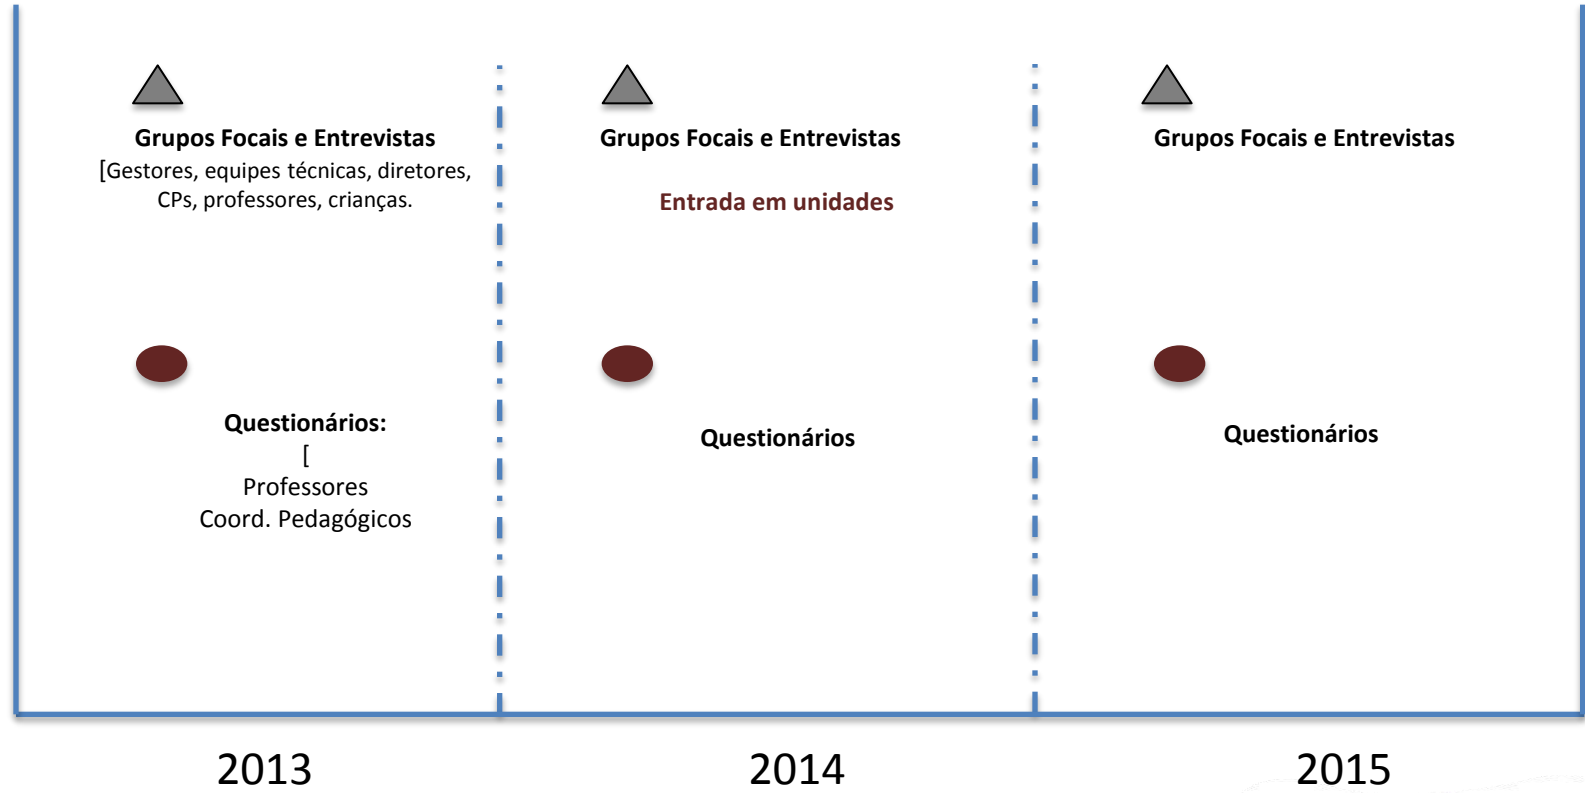 Grupos Focais e Entrevistas
[Gestores, equipes técnicas, diretores,
CPs, professores, crianças.
Questionários:
[
Professores
Coord. Pedagógicos
2013
Grupos Focais e Entrevistas
Entrada em unidades
Questionários
2014
Grupos Focais e Entrevistas
Questionários
2015